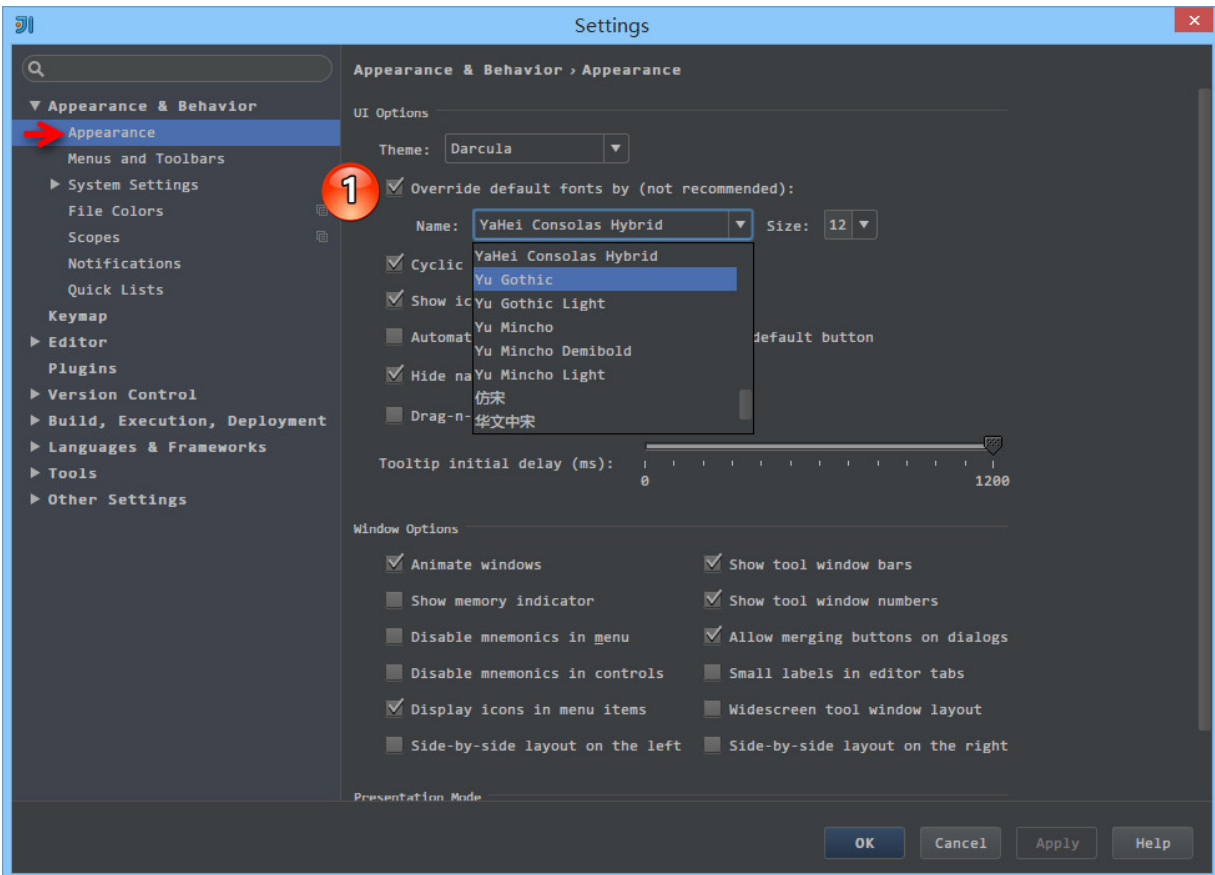 Settings
Appearance & Behavior › Appearance
Appearance & Behavior
Appearance
Menus and Toolbars
System Settings
File Colors
Scopes
Notifications
Quick Lists
Keymap
Editor
Plugins
Version Control
Build, Execution, Deployment
Languages & Frameworks
Tools
Other Settings
UI Options
Theme: Darcula
1
Override default fonts by (not recommended):
Name: YaHei Consolas Hybrid Size: 12
YaHei Consolas Hybrid
Cyclic
Yu Gothic
Show ic
Yu Gothic Light
Yu Mincho
Automat default button
Yu Mincho Demibold
Hide na
Yu Mincho Light
仿宋
Drag-n-
华文中宋
Tooltip initial delay (ms):
0 1200
Window Options
Animate windows Show tool window bars
Show memory indicator Show tool window numbers
Disable mnemonics in menu Allow merging buttons on dialogs
Disable mnemonics in controls Small labels in editor tabs
Display icons in menu items Widescreen tool window layout
Side-by-side layout on the left Side-by-side layout on the right
Presentation Mode
OK Cancel Apply Help